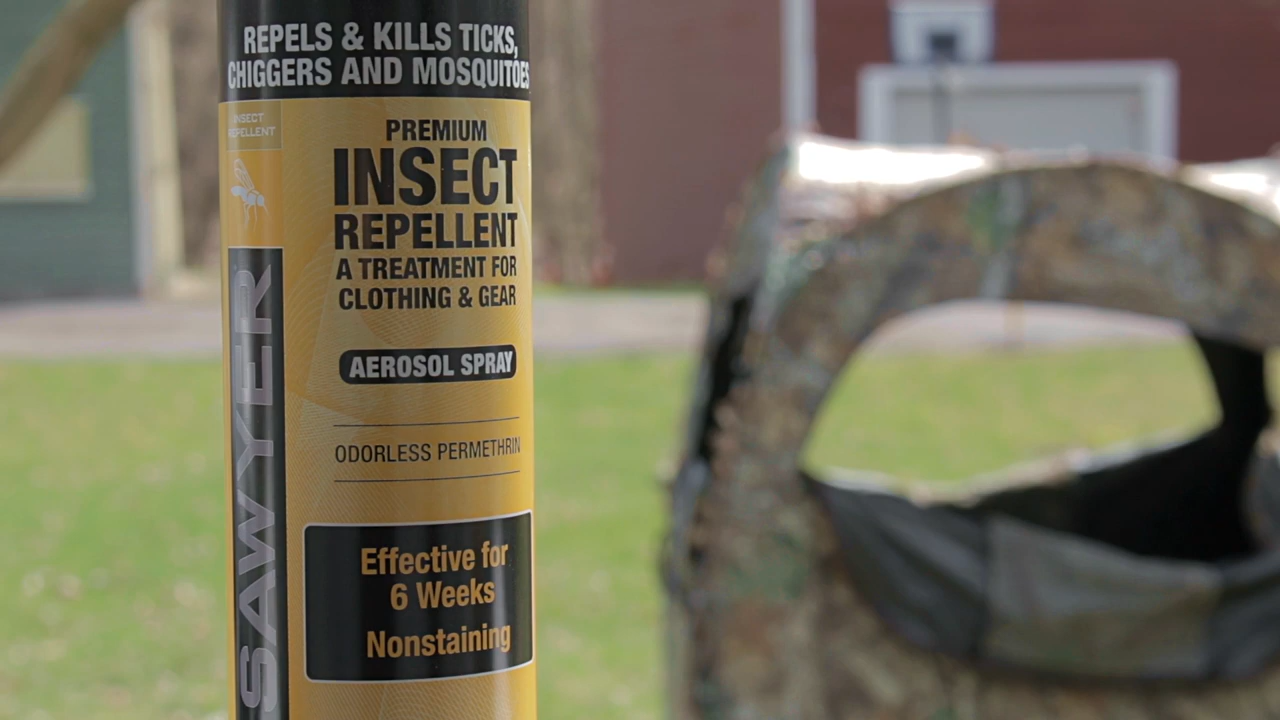 REPELS & KILLS TICKS,
CHIGGERS AND MOSQUITOES
INSECT
REPELLENT
PREMIUM
INSECT
REPELLENT
A TREATMENT FOR
CLOTHING & GEAR
AEROSOL SPRAY
ODORLESS PERMETHRIN
Effective for
6 Weeks
Nonstaining
SAWYER